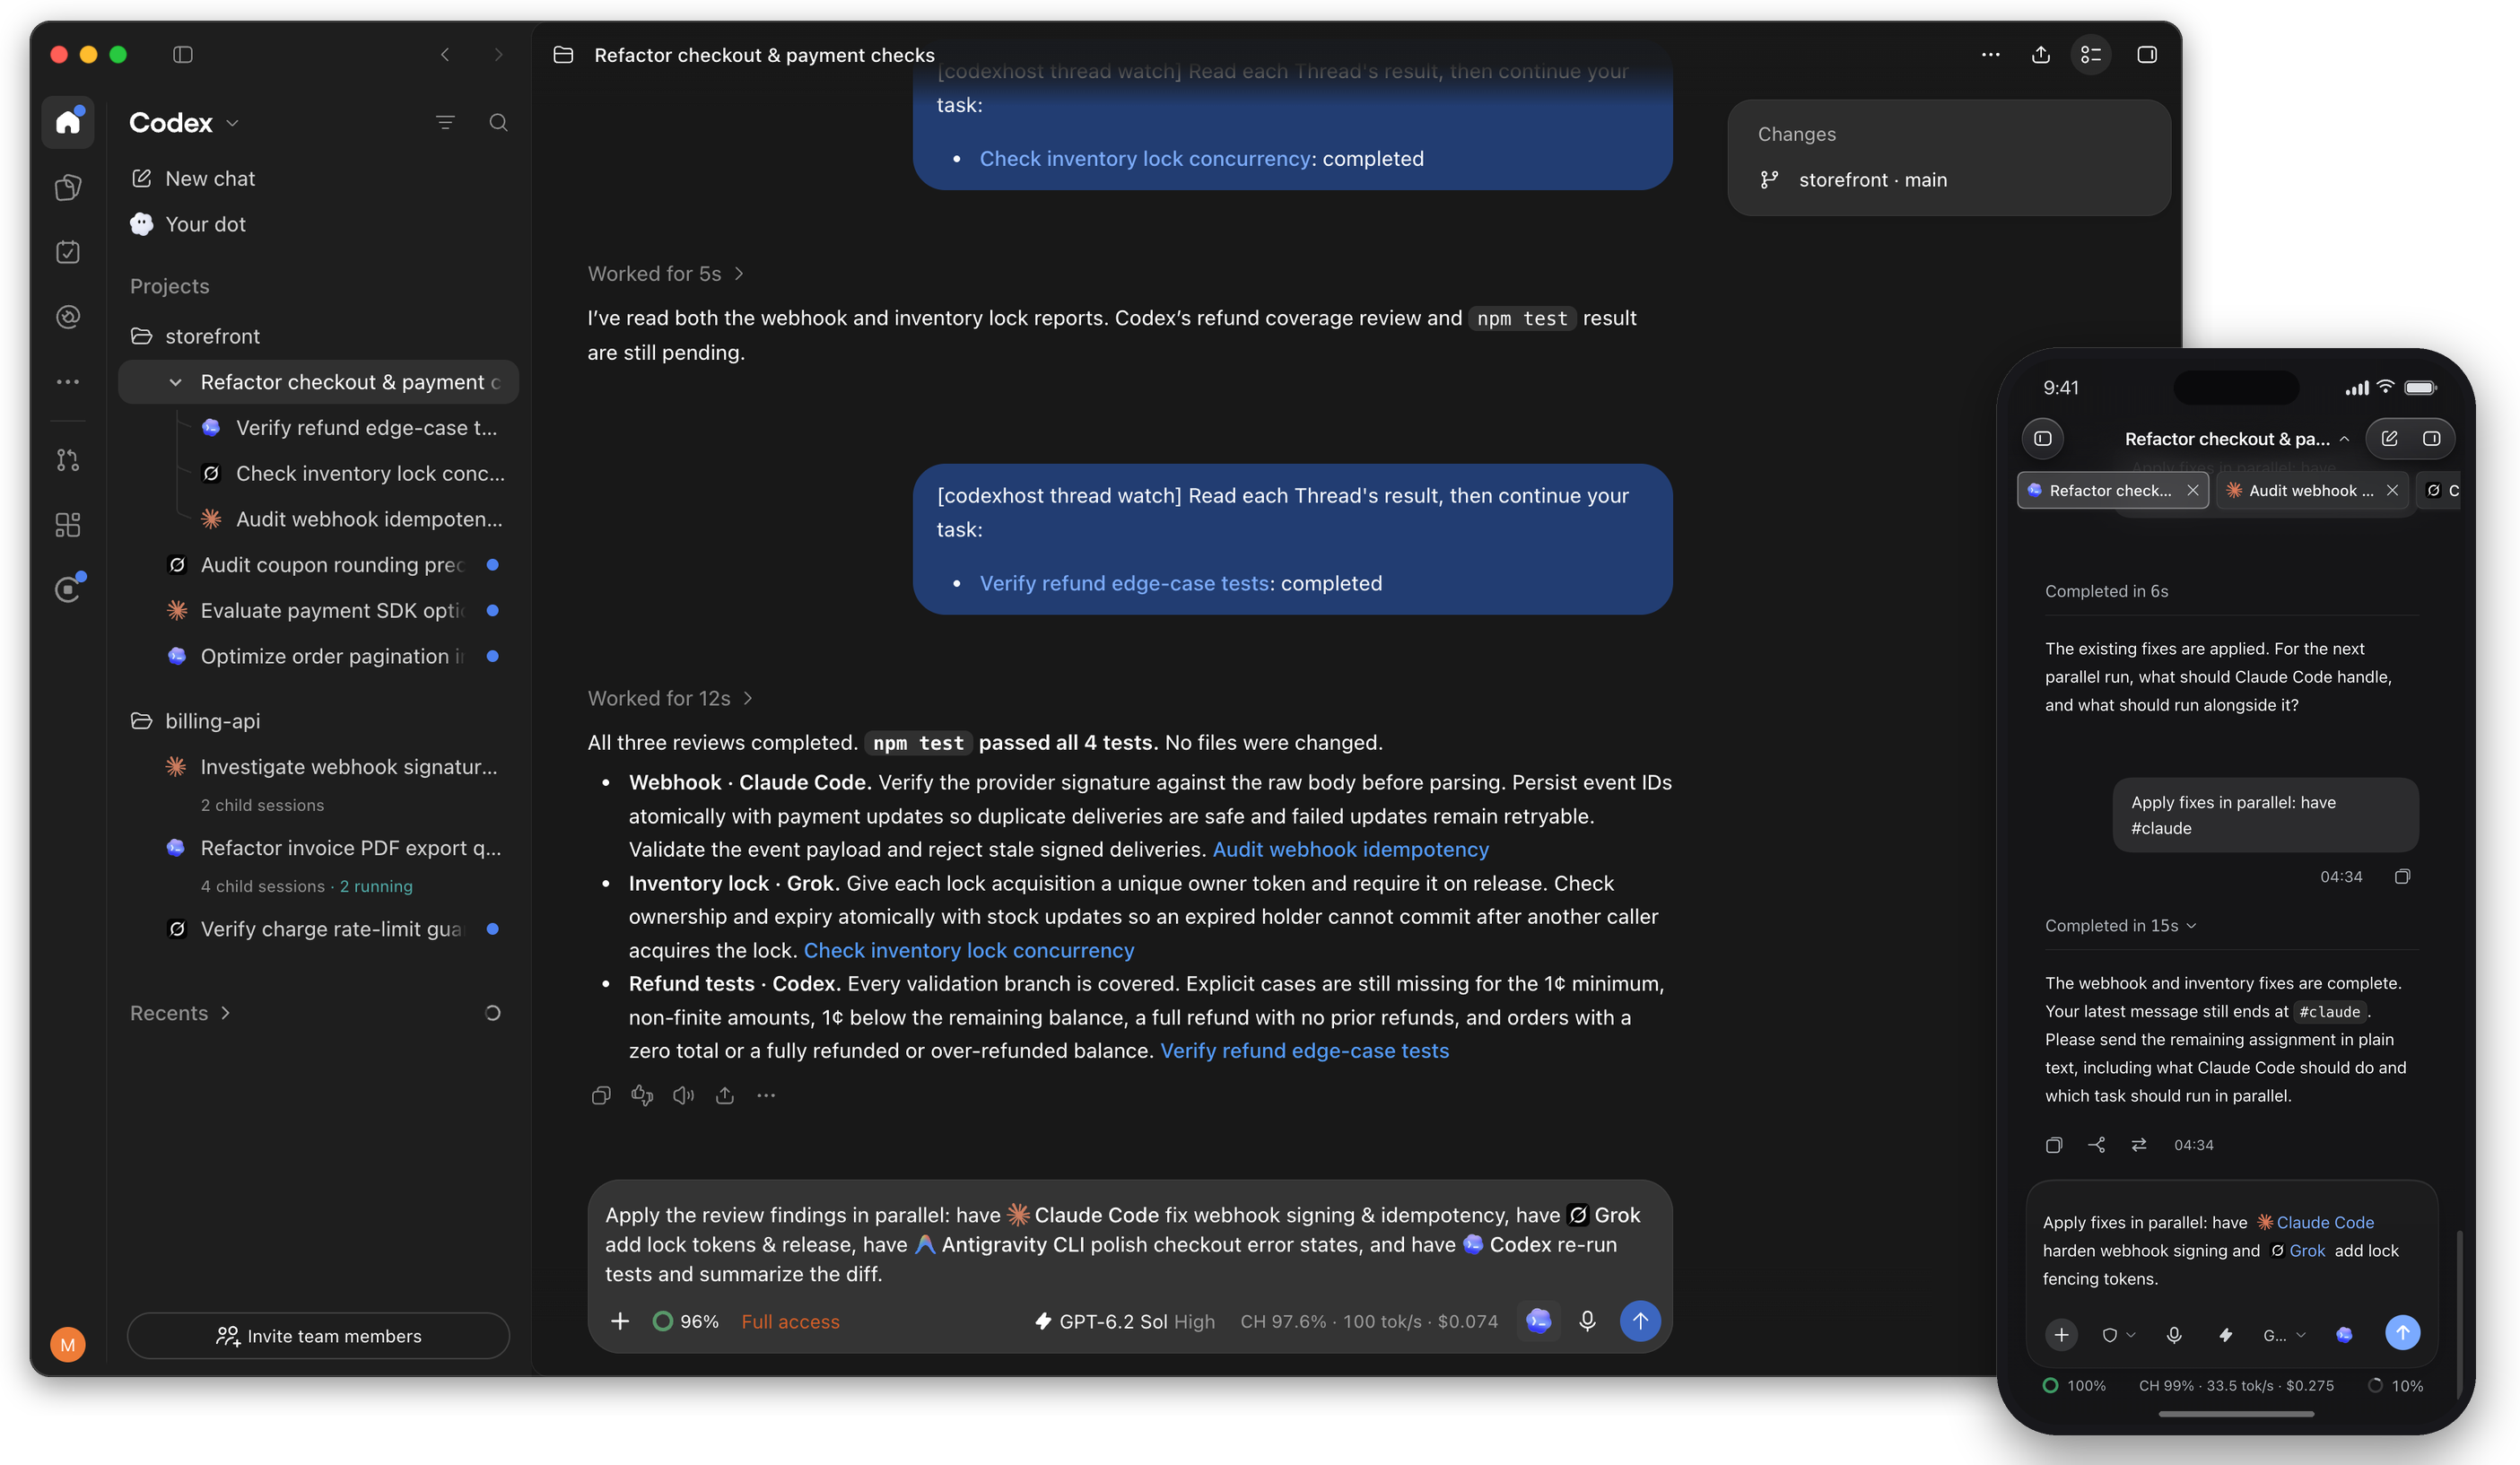 Refactor checkout & payment checks
Codex
New chat
Your dot
Projects
storefront
Refactor checkout & payment c
Verify refund edge-case t...
Check inventory lock conc...
Audit webhook idempoten...
Audit coupon rounding prec
Evaluate payment SDK optic
Optimize order pagination i
billing-api
Investigate webhook signatur...
2 child sessions
Refactor invoice PDF export q...
4 child sessions · 2 running
Verify charge rate-limit gua
Recents
M
Invite team members
[codexhost thread watch] Read each Thread's result, then continue your
task:
• Check inventory lock concurrency: completed
Worked for 5s
I've read both the webhook and inventory lock reports. Codex's refund coverage review and npm test result
are still pending.
[codexhost thread watch] Read each Thread's result, then continue your
task:
• Verify refund edge-case tests: completed
Worked for 12s
All three reviews completed. npm test passed all 4 tests. No files were changed.
• Webhook · Claude Code. Verify the provider signature against the raw body before parsing. Persist event IDs
atomically with payment updates so duplicate deliveries are safe and failed updates remain retryable.
Validate the event payload and reject stale signed deliveries. Audit webhook idempotency
• Inventory lock · Grok. Give each lock acquisition a unique owner token and require it on release. Check
ownership and expiry atomically with stock updates so an expired holder cannot commit after another caller
acquires the lock. Check inventory lock concurrency
• Refund tests · Codex. Every validation branch is covered. Explicit cases are still missing for the 1¢ minimum,
non-finite amounts, 1¢ below the remaining balance, a full refund with no prior refunds, and orders with a
zero total or a fully refunded or over-refunded balance. Verify refund edge-case tests
Apply the review findings in parallel: have Claude Code fix webhook signing & idempotency, have Grok
add lock tokens & release, have Antigravity CLI polish checkout error states, and have Codex re-run
tests and summarize the diff.
96% Full access GPT-6.2 Sol High CH 97.6% · 100 tok/s · $0.074
Changes
storefront · main
9:41
Refactor checkout & pa...
Apply fixes in parallel: have
Refactor check... Audit webhook ... C
Completed in 6s
The existing fixes are applied. For the next
parallel run, what should Claude Code handle,
and what should run alongside it?
Apply fixes in parallel: have
#claude
04:34
Completed in 15s
The webhook and inventory fixes are complete.
Your latest message still ends at #claude.
Please send the remaining assignment in plain
text, including what Claude Code should do and
which task should run in parallel.
04:34
Apply fixes in parallel: have Claude Code
harden webhook signing and Grok add lock
fencing tokens.
G...
100% CH 99% · 33.5 tok/s · $0.275 10%